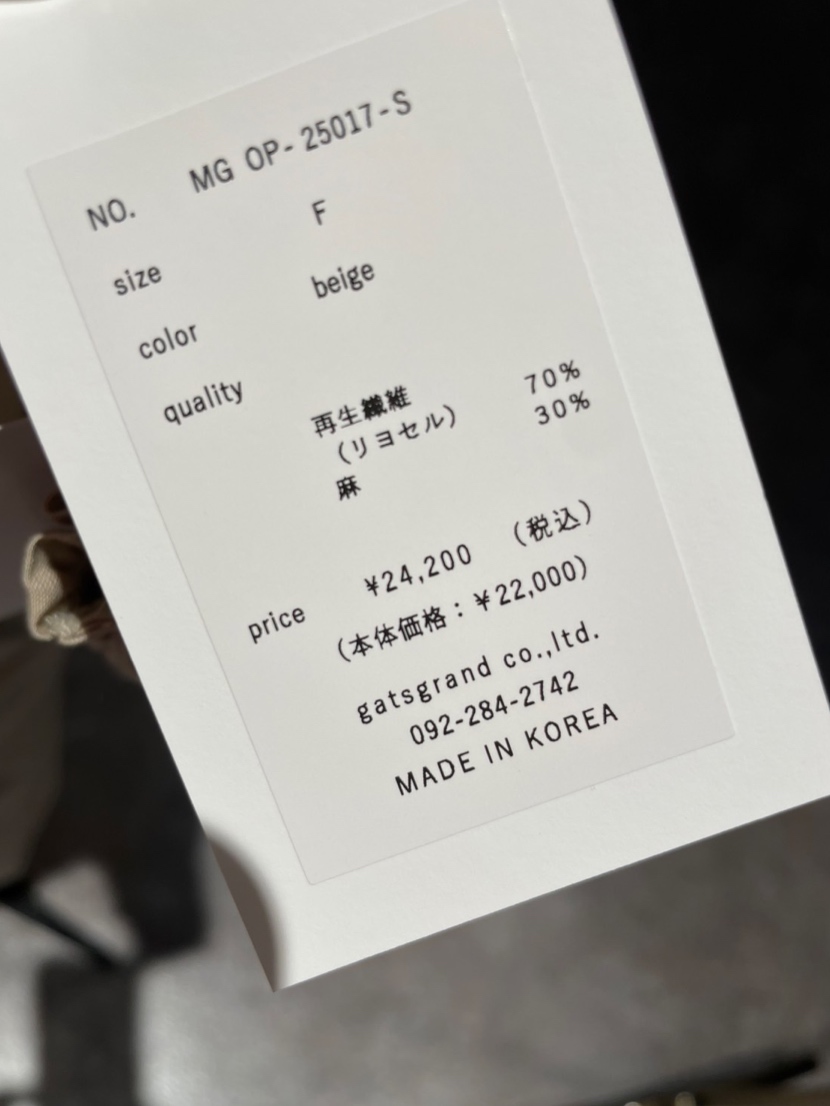 NO. MG OP-25017-S
size F
color beige
quality
再生繊維 70%
（リヨセル） 30%
麻
price ¥24,200 （税込）
（本体価格：¥22,000）
gatsgrand co.,ltd.
092-284-2742
MADE IN KOREA